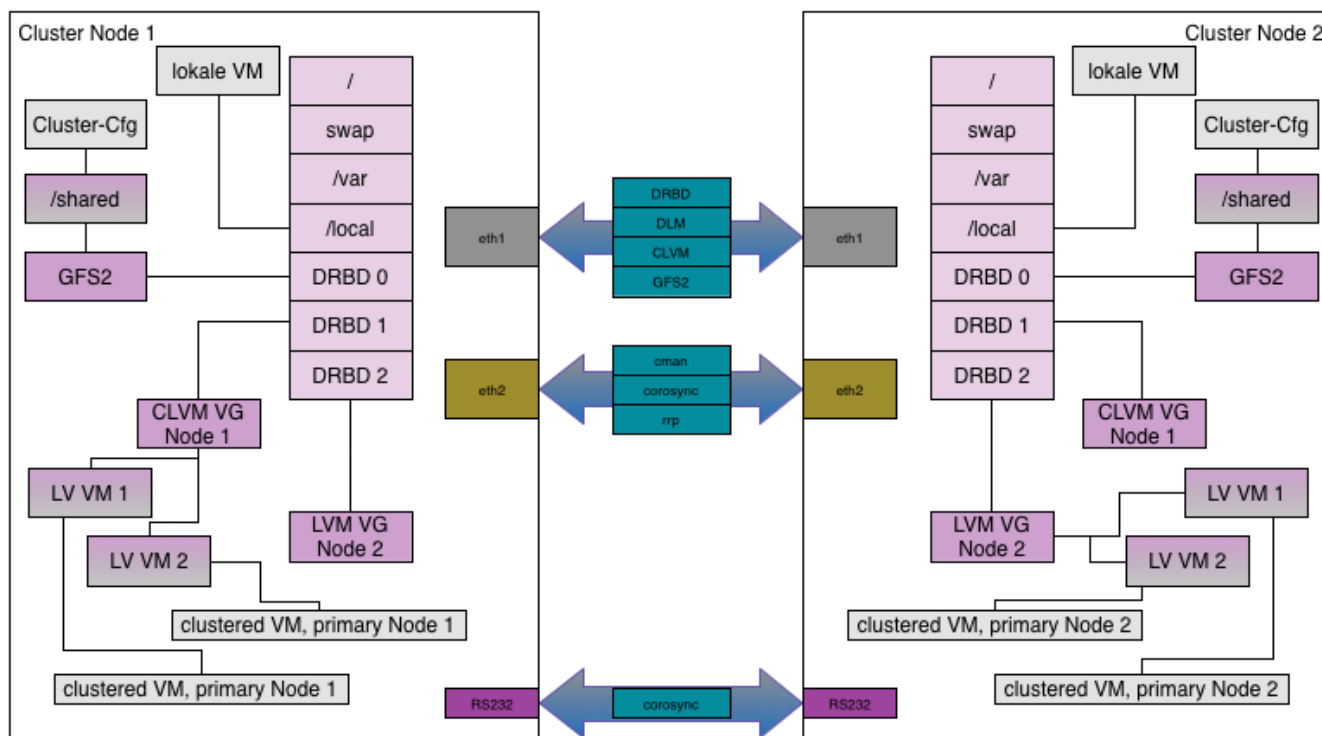 Cluster Node 1
lokale VM
Cluster-Cfg
/shared
GFS2
/
swap
/var
/local
DRBD 0
DRBD 1
DRBD 2
CLVM VG
Node 1
LV VM 1
LV VM 2
LVM VG
Node 2
clustered VM, primary Node 1
clustered VM, primary Node 1
eth1
eth2
RS232
DRBD
DLM
CLVM
GFS2
cman
corosync
rrp
corosync
eth1
eth2
RS232
Cluster Node 2
/
swap
/var
/local
DRBD 0
DRBD 1
DRBD 2
lokale VM
Cluster-Cfg
/shared
GFS2
CLVM VG
Node 1
LVM VG
Node 2
LV VM 1
LV VM 2
clustered VM, primary Node 2
clustered VM, primary Node 2